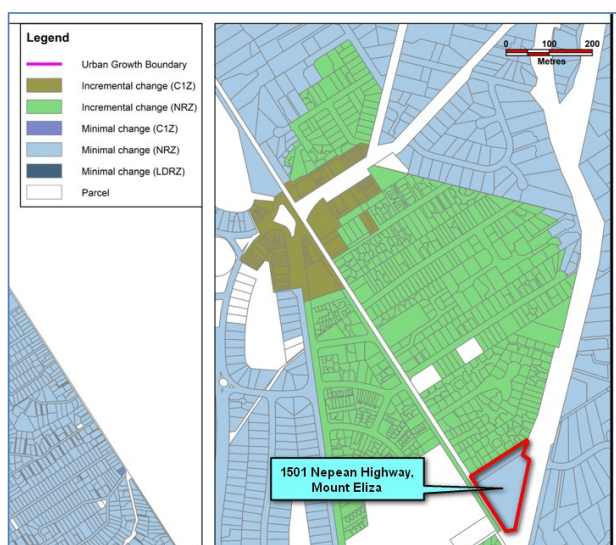 Legend
Urban Growth Boundary
Incremental change (C1Z)
Incremental change (NRZ)
Minimal change (C1Z)
Minimal change (NRZ)
Minimal change (LDRZ)
Parcel
0 100 200
Metres
1501 Nepean Highway,
Mount Eliza